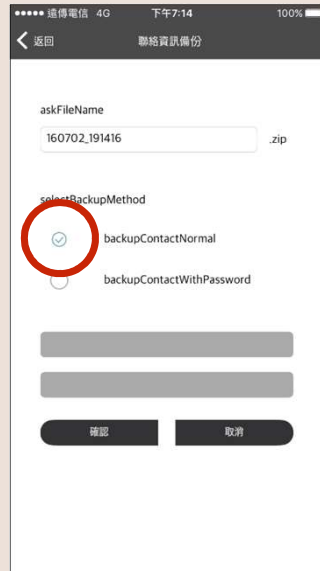 遠傳電信 4G 下午7:14 100%
返回 聯絡資訊備份
askFileName
160702_191416 .zip
selectBackupMethod
backupContactNormal
backupContactWithPassword
確認 取消